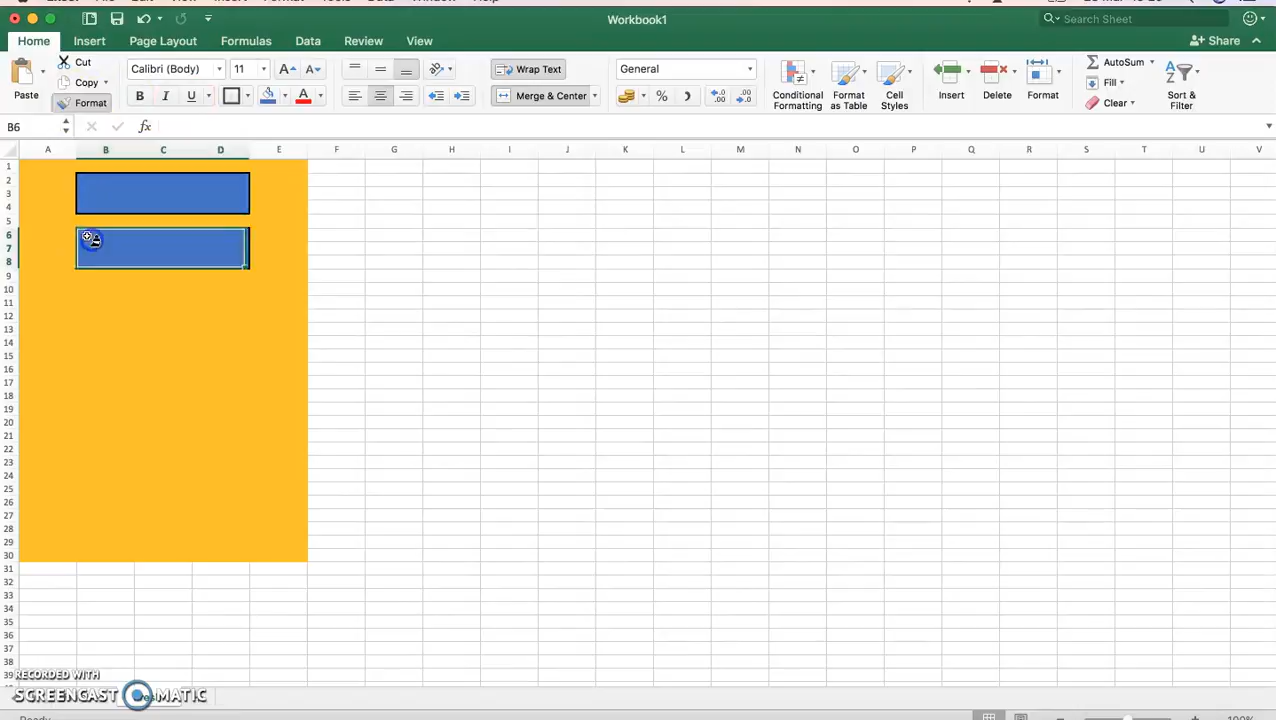 Workbook1
Search Sheet
Home Insert Page Layout Formulas Data Review View
Share
Paste
Cut
Copy
Format
Calibri (Body) 11
B I U A
Wrap Text
Merge & Center
General
%
Conditional Formatting
Format as Table
Cell Styles
Insert
Delete
Format
AutoSum
Fill
Clear
Sort & Filter
B6 fx
A B C D E F G H I J K L M N O P Q R S T U V
1
2
3
4
5
6
7
8
9
10
11
12
13
14
15
16
17
18
19
20
21
22
23
24
25
26
27
28
29
30
31
32
33
34
35
36
37
38
39
RECORDED WITH
SCREENCAST MATIC
Ready 100%